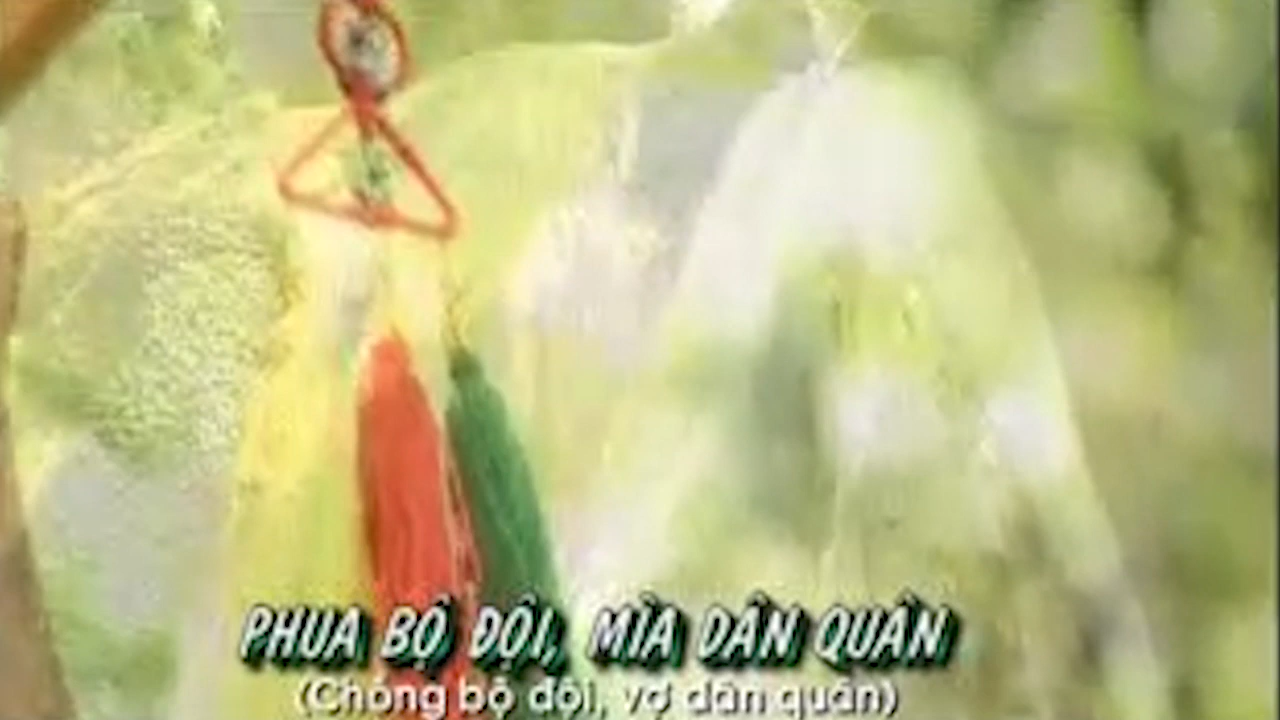 PHUA BỘ ĐỘI, MÌA DÂN QUÂN
(Chồng bộ đội, vợ dân quân)